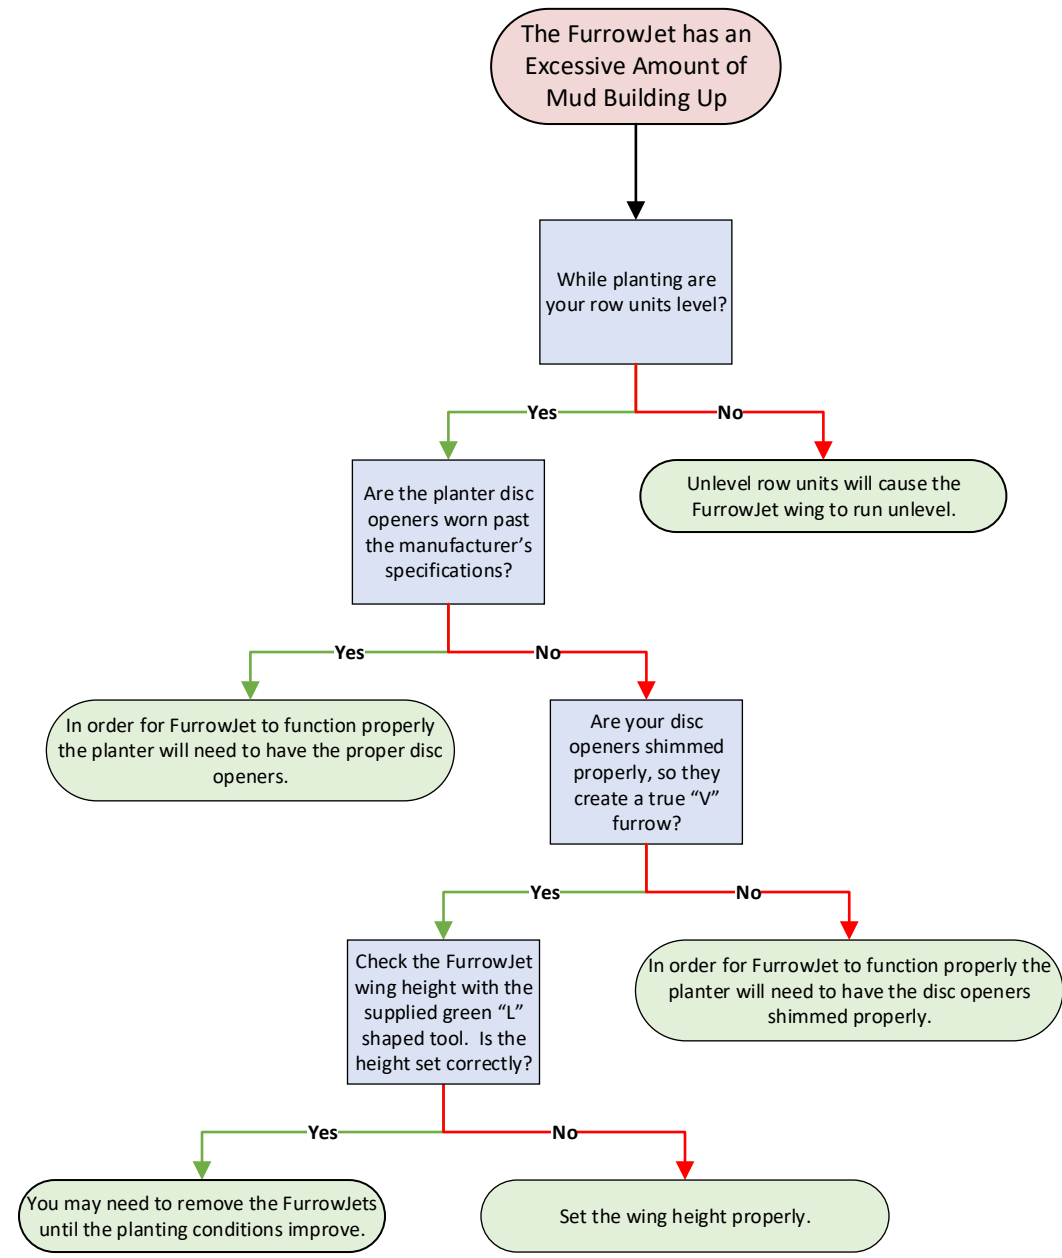 The FurrowJet has an
Excessive Amount of
Mud Building Up
While planting are
your row units level?
Yes
No
Are the planter disc
openers worn past
the manufacturer’s
specifications?
Unlevel row units will cause the
FurrowJet wing to run unlevel.
Yes
No
In order for FurrowJet to function properly
the planter will need to have the proper disc
openers.
Are your disc
openers shimmed
properly, so they
create a true “V”
furrow?
Yes
No
Check the FurrowJet
wing height with the
supplied green “L”
shaped tool.  Is the
height set correctly?
In order for FurrowJet to function properly the
planter will need to have the disc openers
shimmed properly.
Yes
No
You may need to remove the FurrowJets
until the planting conditions improve.
Set the wing height properly.